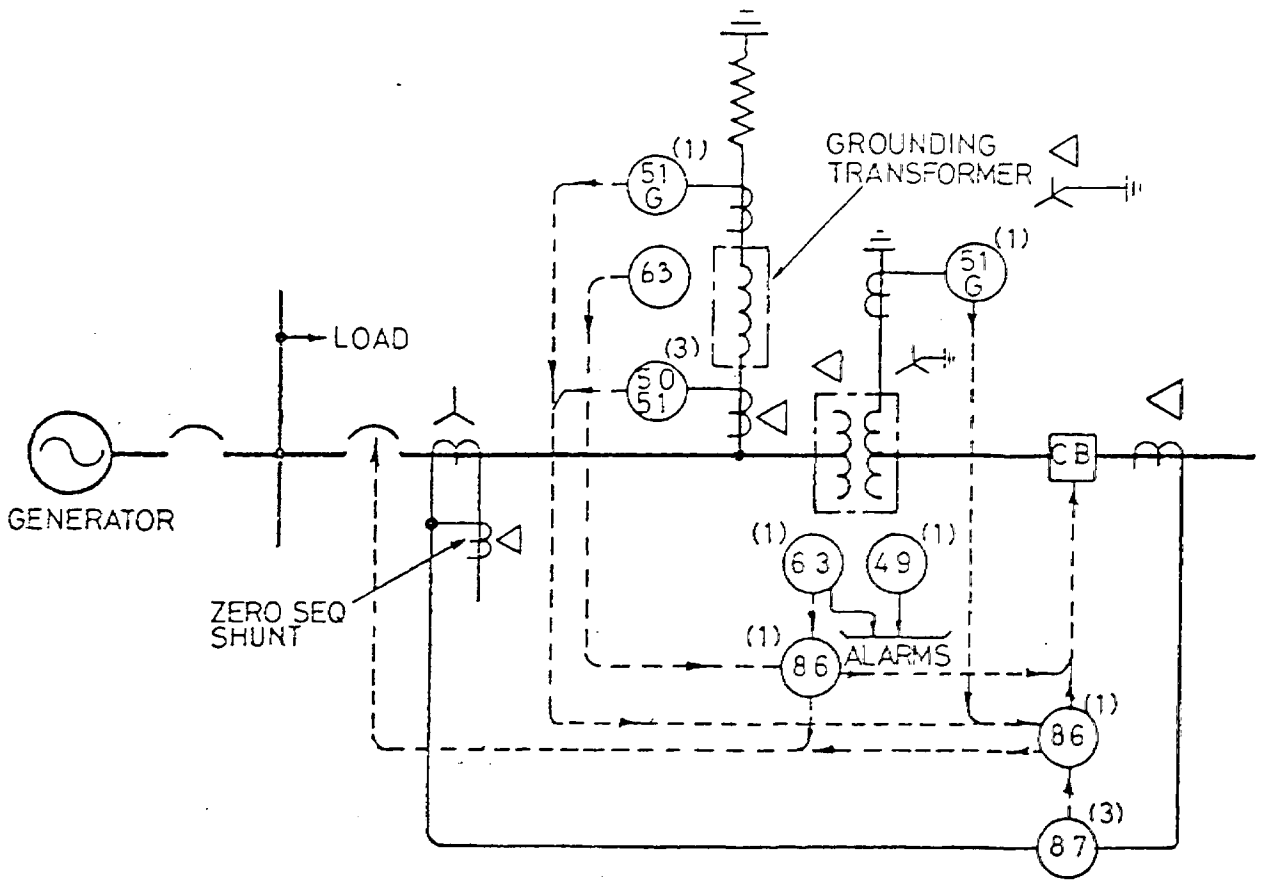 (1)
51
G
GROUNDING
TRANSFORMER
63
(1)
51
G
LOAD
(3)
50
51
GENERATOR
CB
ZERO SEQ
SHUNT
(1)
63
49
(1)
(1)
86
ALARMS
(1)
86
(3)
87